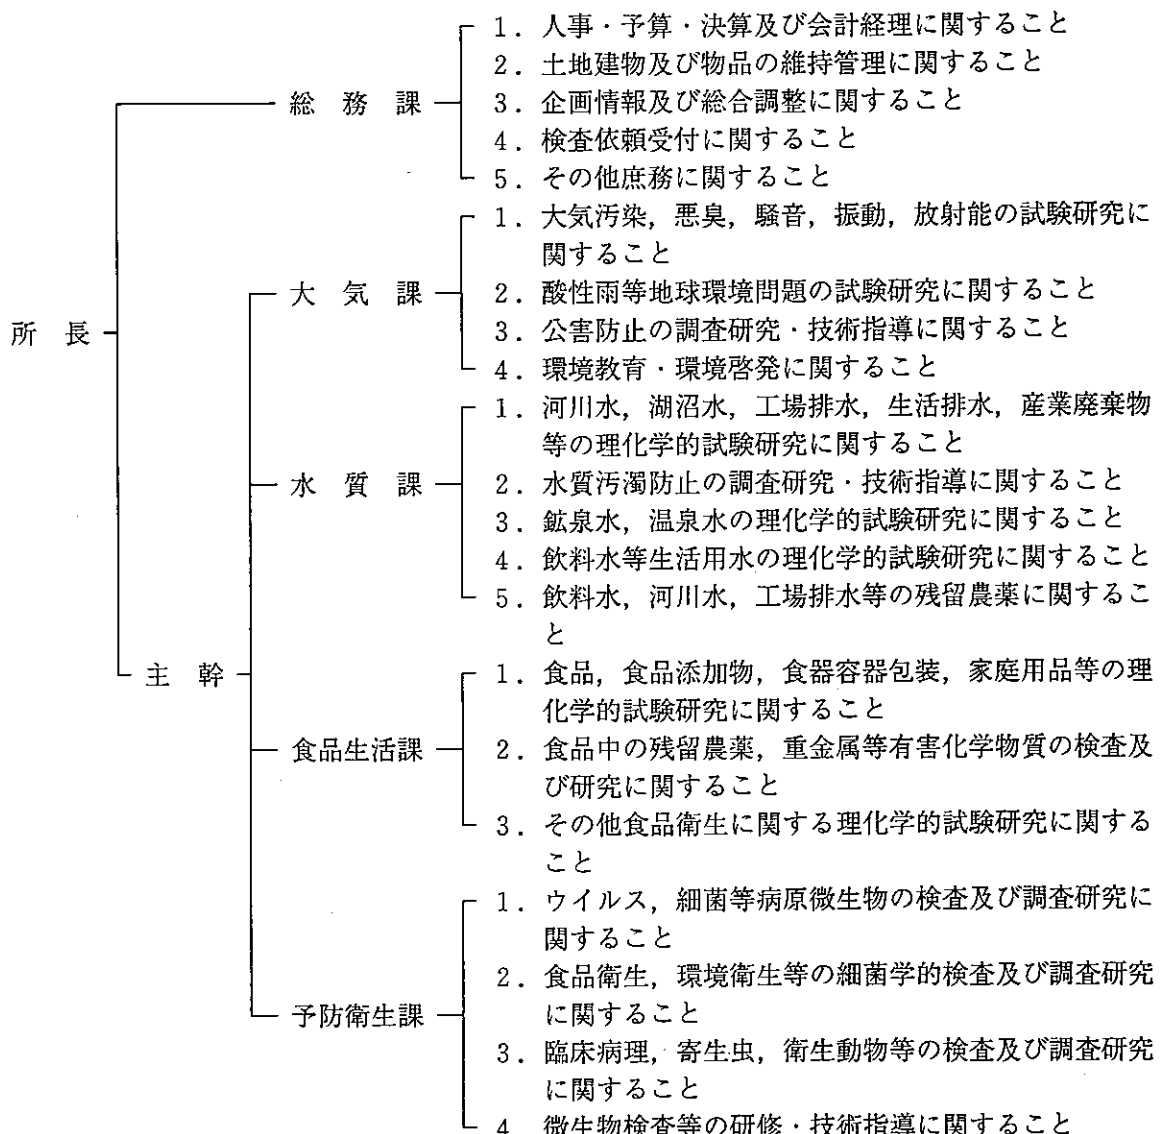 総務課
1．人事・予算・決算及び会計経理に関すること
2．土地建物及び物品の維持管理に関すること
3．企画情報及び総合調整に関すること
4．検査依頼受付に関すること
5．その他庶務に関すること
所長
大気課
1．大気汚染，悪臭，騒音，振動，放射能の試験研究に
関すること
2．酸性雨等地球環境問題の試験研究に関すること
3．公害防止の調査研究・技術指導に関すること
4．環境教育・環境啓発に関すること
水質課
1．河川水，湖沼水，工場排水，生活排水，産業廃棄物
等の理化学的試験研究に関すること
2．水質汚濁防止の調査研究・技術指導に関すること
3．鉱泉水，温泉水の理化学的試験研究に関すること
4．飲料水等生活用水の理化学的試験研究に関すること
5．飲料水，河川水，工場排水等の残留農薬に関するこ
と
主幹
食品生活課
1．食品，食品添加物，食器容器包装，家庭用品等の理
化学的試験研究に関すること
2．食品中の残留農薬，重金属等有害化学物質の検査及
び研究に関すること
3．その他食品衛生に関する理化学的試験研究に関する
こと
予防衛生課
1．ウイルス，細菌等病原微生物の検査及び調査研究に
関すること
2．食品衛生，環境衛生等の細菌学的検査及び調査研究
に関すること
3．臨床病理，寄生虫，衛生動物等の検査及び調査研究
に関すること
4．微生物検査等の研修・技術指導に関すること